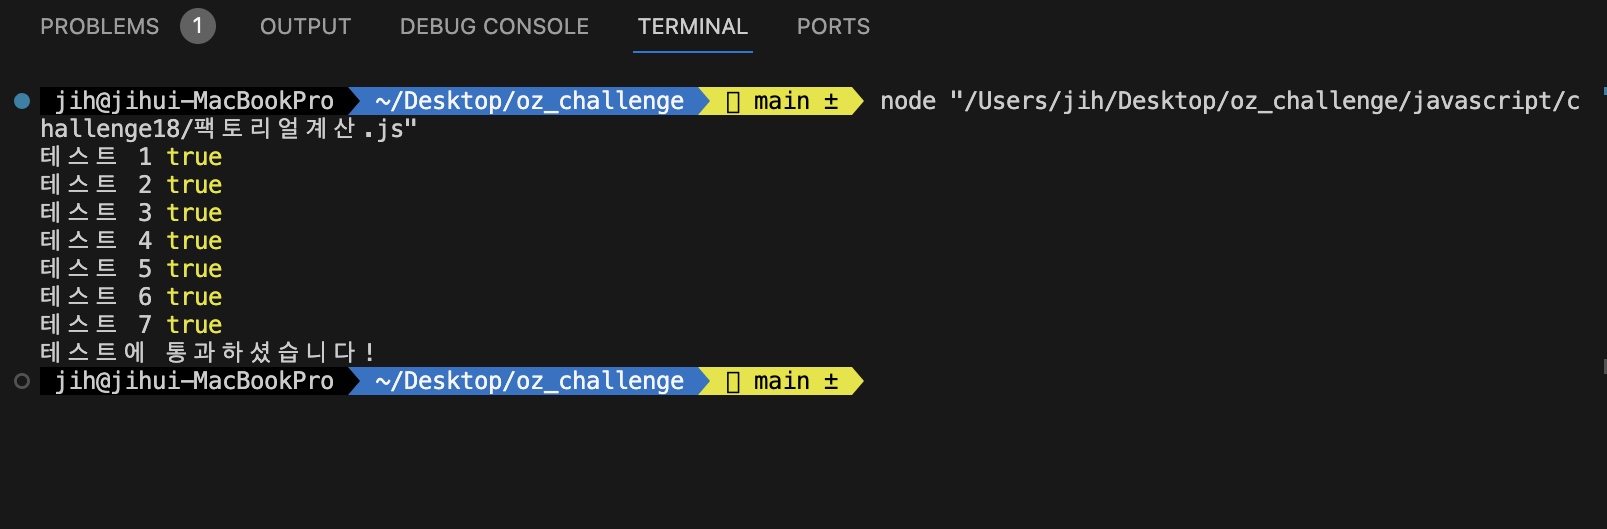 PROBLEMS 1 OUTPUT DEBUG CONSOLE TERMINAL PORTS
jih@jihui-MacBookPro ~/Desktop/oz_challenge main ± node "/Users/jih/Desktop/oz_challenge/javascript/c
hallenge18/팩토리얼계산.js"
테스트 1 true
테스트 2 true
테스트 3 true
테스트 4 true
테스트 5 true
테스트 6 true
테스트 7 true
테스트에 통과하셨습니다!
jih@jihui-MacBookPro ~/Desktop/oz_challenge main ±